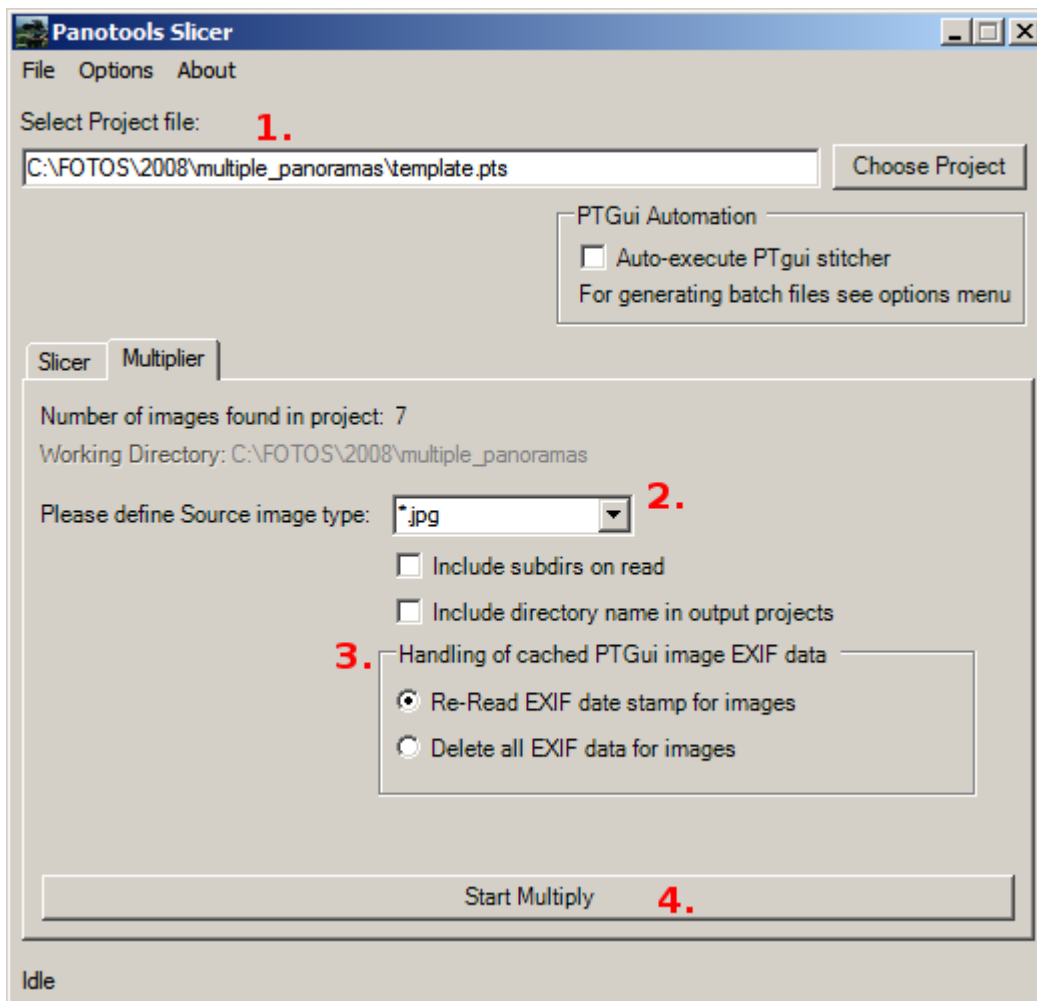 Panotools Slicer
File Options About
Select Project file: 1.
C:\FOTOS\2008\multiple_panoramas\template.pts Choose Project
PTGui Automation
Auto-execute PTgui stitcher
For generating batch files see options menu
Slicer Multiplier
Number of images found in project: 7
Working Directory: C:\FOTOS\2008\multiple_panoramas
Please define Source image type: *.jpg 2.
Include subdirs on read
Include directory name in output projects
3. Handling of cached PTGui image EXIF data
Re-Read EXIF date stamp for images
Delete all EXIF data for images
Start Multiply 4.
Idle